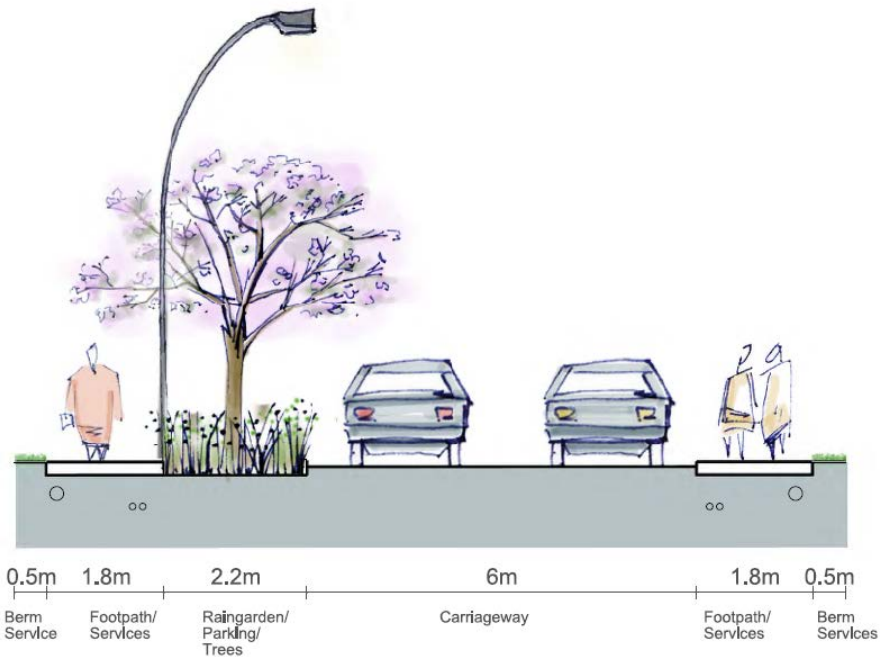 0.5m 1.8m 2.2m 6m 1.8m 0.5m
Berm
Service
Footpath/
Services
Raingarden/
Parking/
Trees
Carriageway
Footpath/
Services
Berm
Services